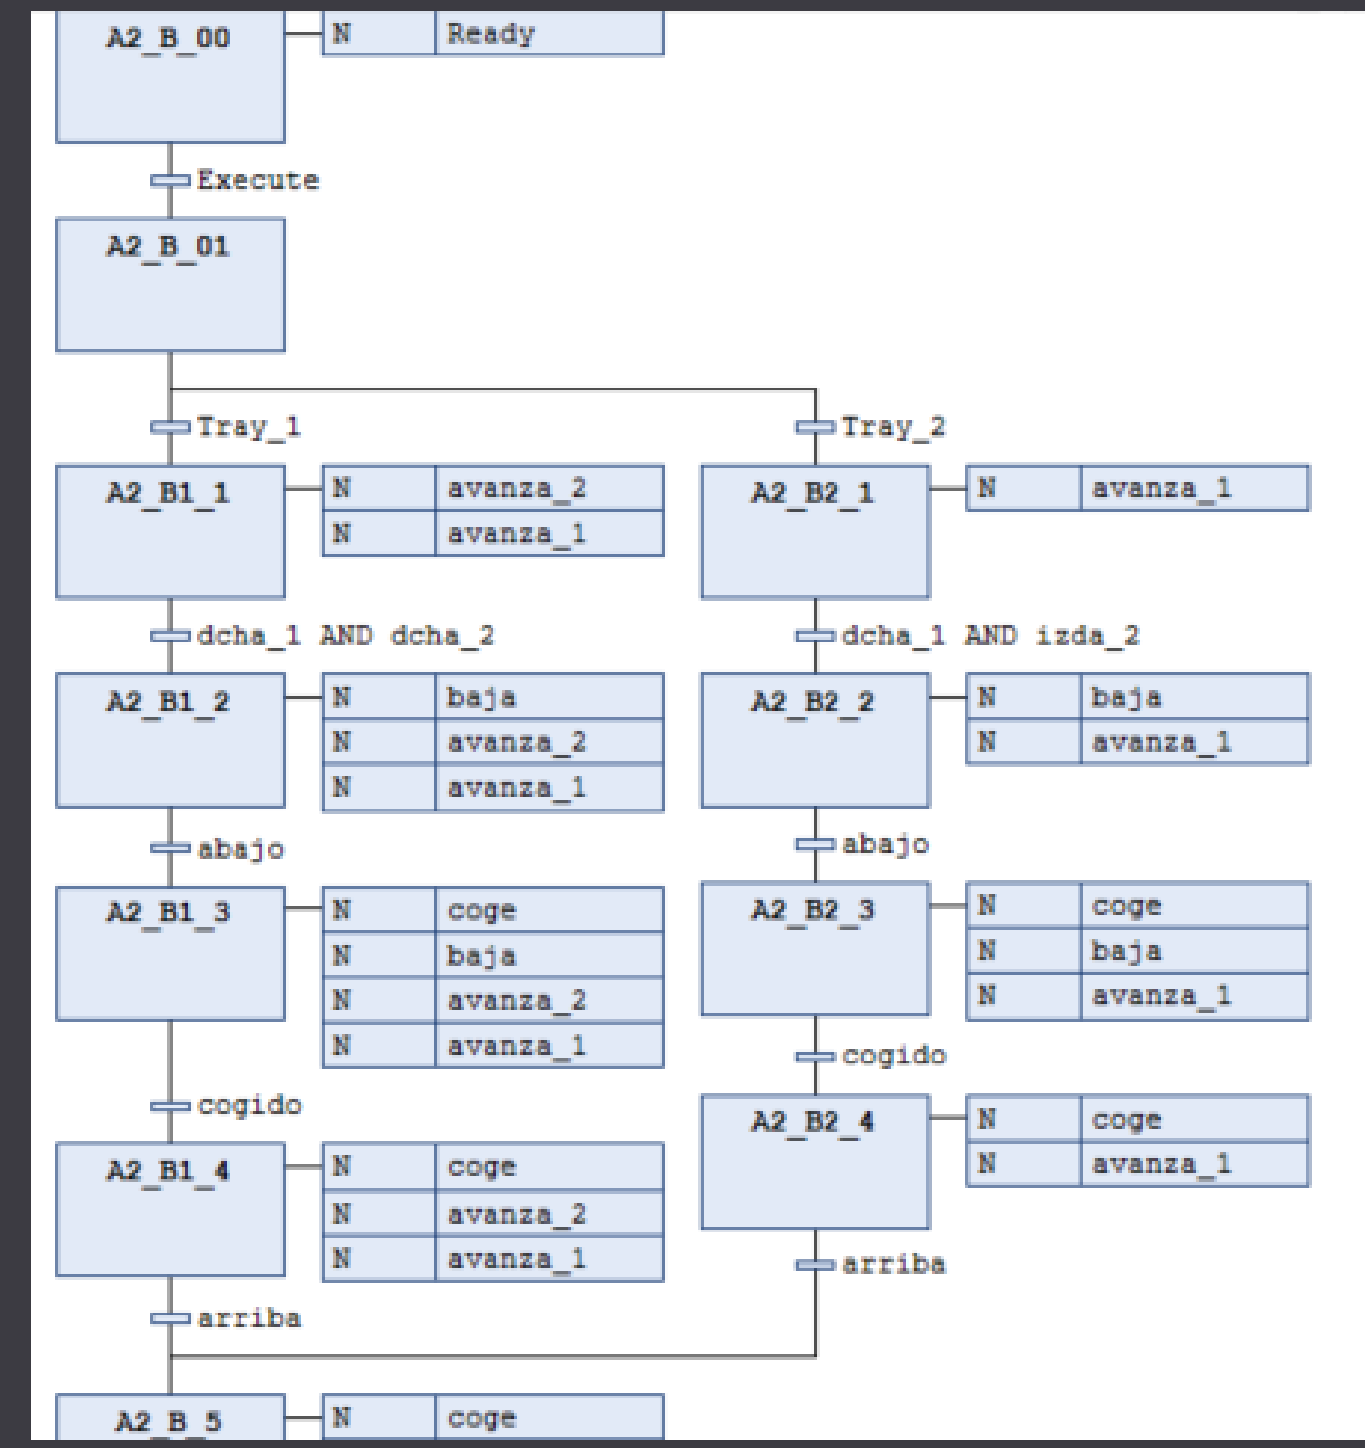 A2_B_00 N Ready
Execute
A2_B_01
Tray_1 Tray_2
A2_B1_1 N avanza_2 A2_B2_1 N avanza_1
N avanza_1
dcha_1 AND dcha_2 dcha_1 AND izda_2
A2_B1_2 N baja A2_B2_2 N baja
N avanza_2 N avanza_1
N avanza_1
abajo abajo
A2_B1_3 N coge A2_B2_3 N coge
N baja N baja
N avanza_2 N avanza_1
N avanza_1
cogido cogido
A2_B1_4 N coge A2_B2_4 N coge
N avanza_2 N avanza_1
N avanza_1
arriba arriba
A2_B_5 N coge